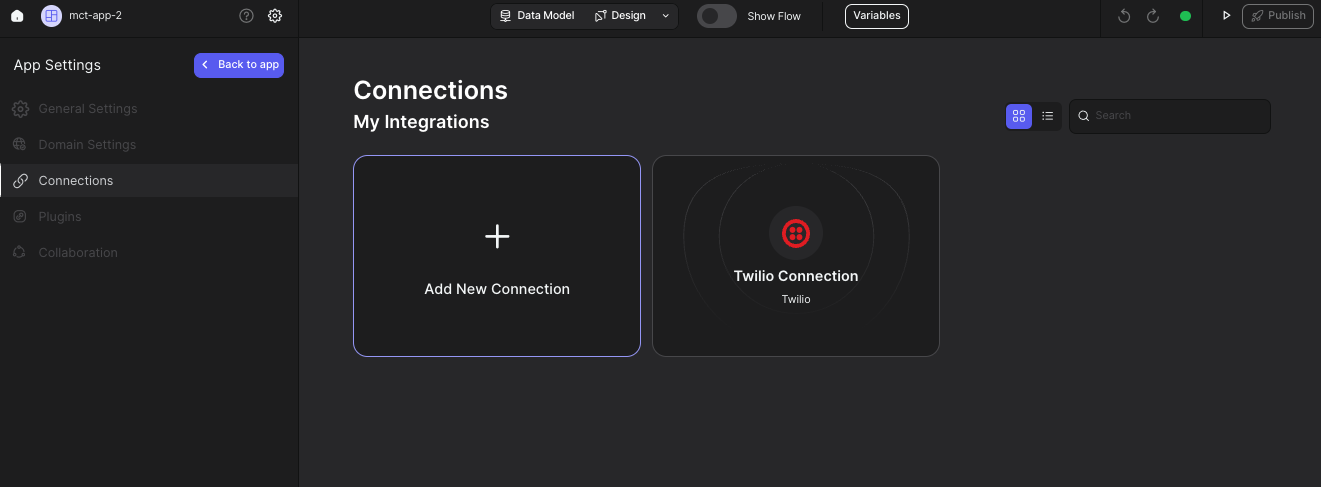 mct-app-2
Data Model
Design
Show Flow
Variables
Publish
App Settings
Back to app
General Settings
Domain Settings
Connections
Plugins
Collaboration
Connections
My Integrations
Search
Add New Connection
Twilio Connection
Twilio